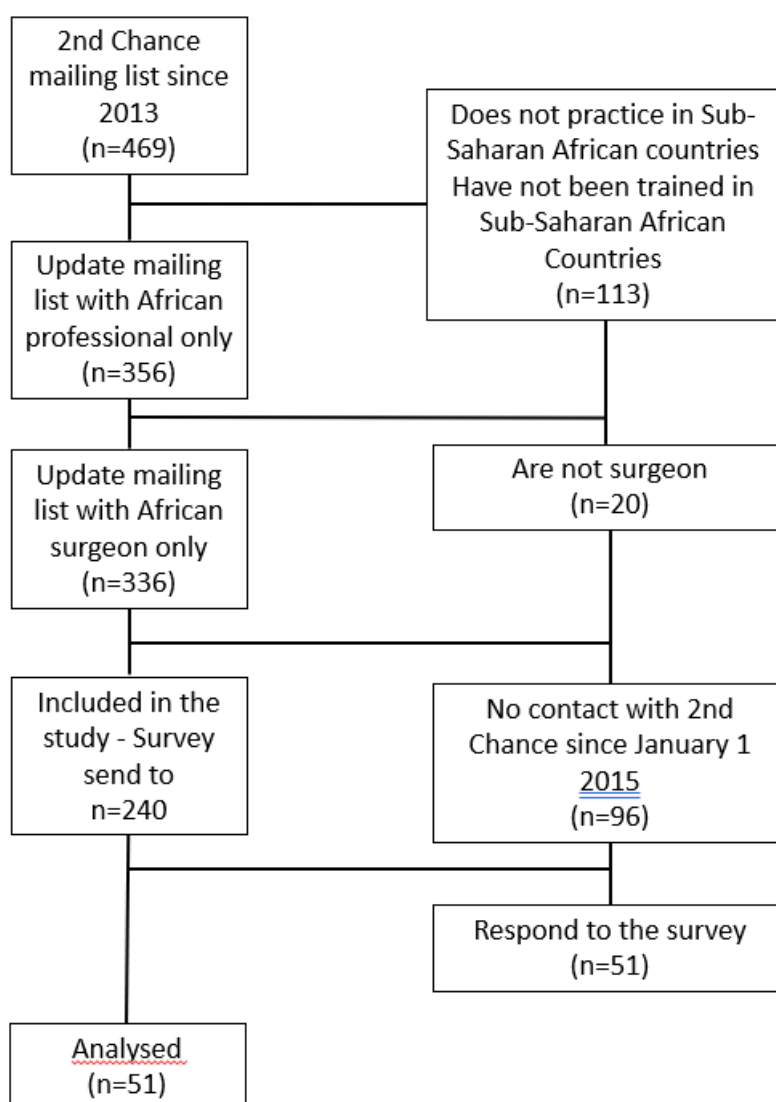 2nd Chance
mailing list since
2013
(n=469)
Does not practice in Sub-
Saharan African countries
Have not been trained in
Sub-Saharan African
Countries
(n=113)
Update mailing
list with African
professional only
(n=356)
Are not surgeon
(n=20)
Update mailing
list with African
surgeon only
(n=336)
Included in the
study - Survey
send to
n=240
No contact with 2nd
Chance since January 1
2015
(n=96)
Respond to the survey
(n=51)
Analysed
(n=51)